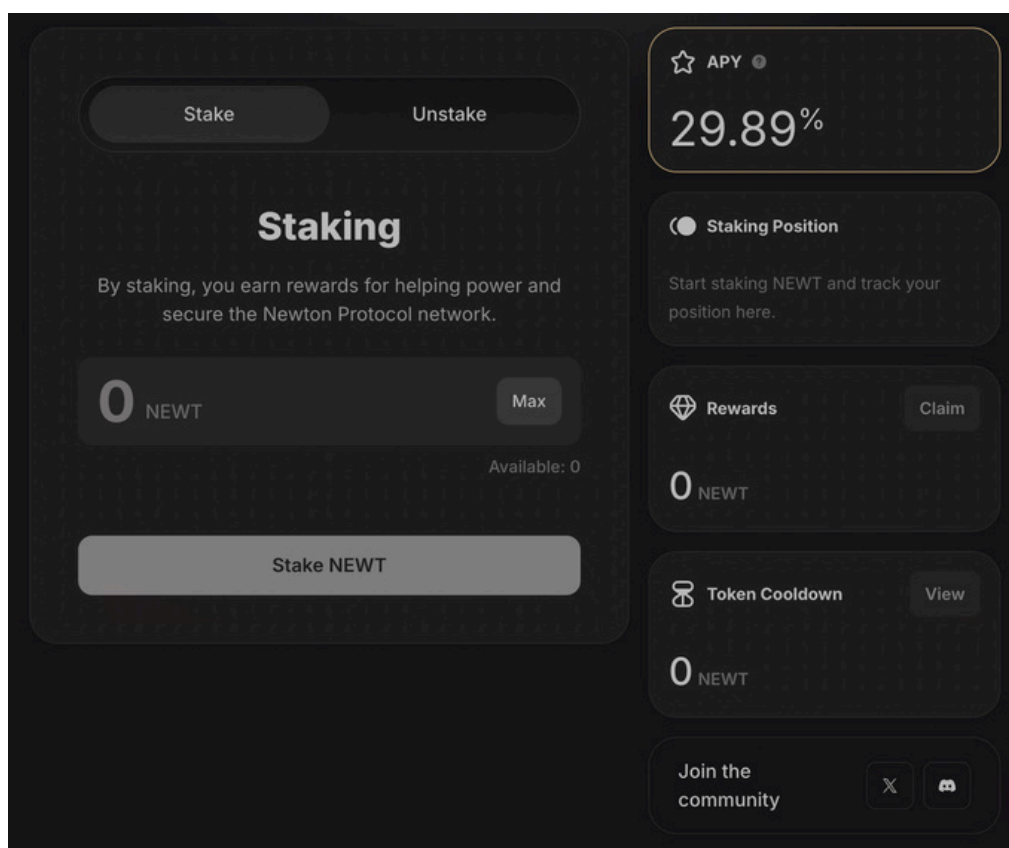 Stake
Unstake
Staking
By staking, you earn rewards for helping power and
secure the Newton Protocol network.
0 NEWT
Max
Available: 0
Stake NEWT
APY ?
29.89%
Staking Position
Start staking NEWT and track your
position here.
Rewards
Claim
0 NEWT
Token Cooldown
View
0 NEWT
Join the
community
X